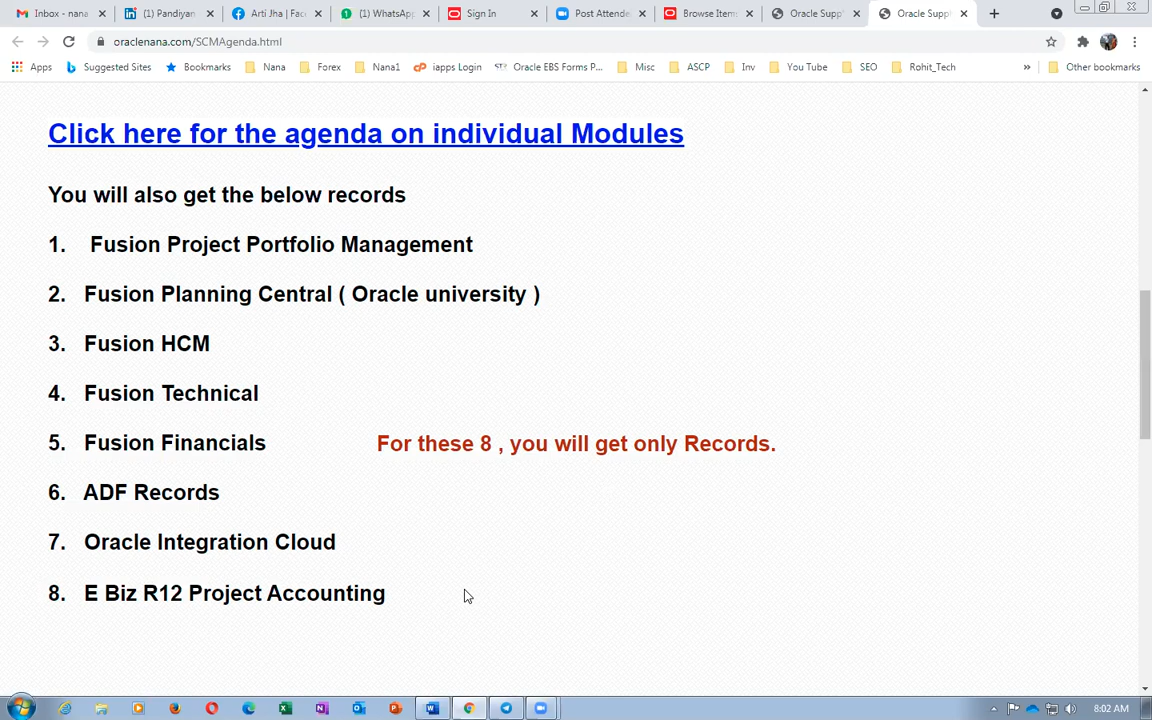 Inbox - nana
(1) Pandiyan
Arti Jha | Fac
(1) WhatsApp
Sign In
Post Attende
Browse Items
Oracle Supp
Oracle Supp
oraclenana.com/SCMAgenda.html
Apps
Suggested Sites
Bookmarks
Nana
Forex
Nana1
iapps Login
Oracle EBS Forms P...
Misc
ASCP
Inv
You Tube
SEO
Rohit_Tech
»
Other bookmarks
Click here for the agenda on individual Modules
You will also get the below records
1. Fusion Project Portfolio Management
2. Fusion Planning Central ( Oracle university )
3. Fusion HCM
4. Fusion Technical
5. Fusion Financials
For these 8 , you will get only Records.
6. ADF Records
7. Oracle Integration Cloud
8. E Biz R12 Project Accounting
8:02 AM